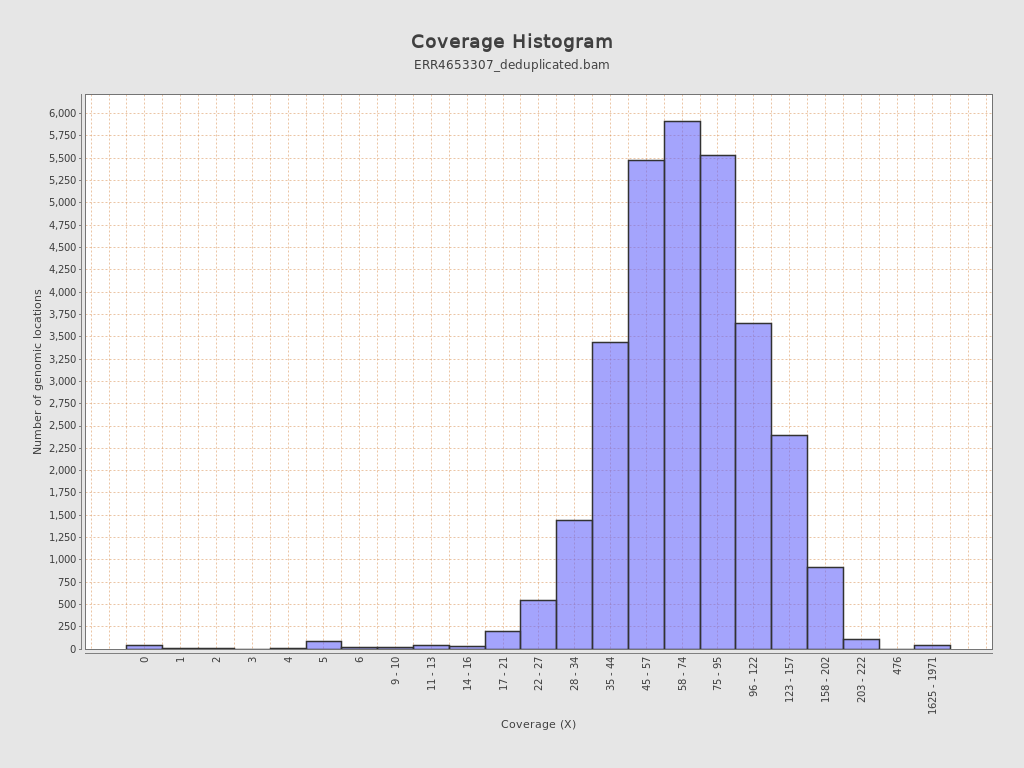 Coverage Histogram
ERR4653307_deduplicated.bam
Number of genomic locations
6,000
5,750
5,500
5,250
5,000
4,750
4,500
4,250
4,000
3,750
3,500
3,250
3,000
2,750
2,500
2,250
2,000
1,750
1,500
1,250
1,000
750
500
250
0
0
1
2
3
4
5
6
9 - 10
11 - 13
14 - 16
17 - 21
22 - 27
28 - 34
35 - 44
45 - 57
58 - 74
75 - 95
96 - 122
123 - 157
158 - 202
203 - 222
476
1625 - 1971
Coverage (X)